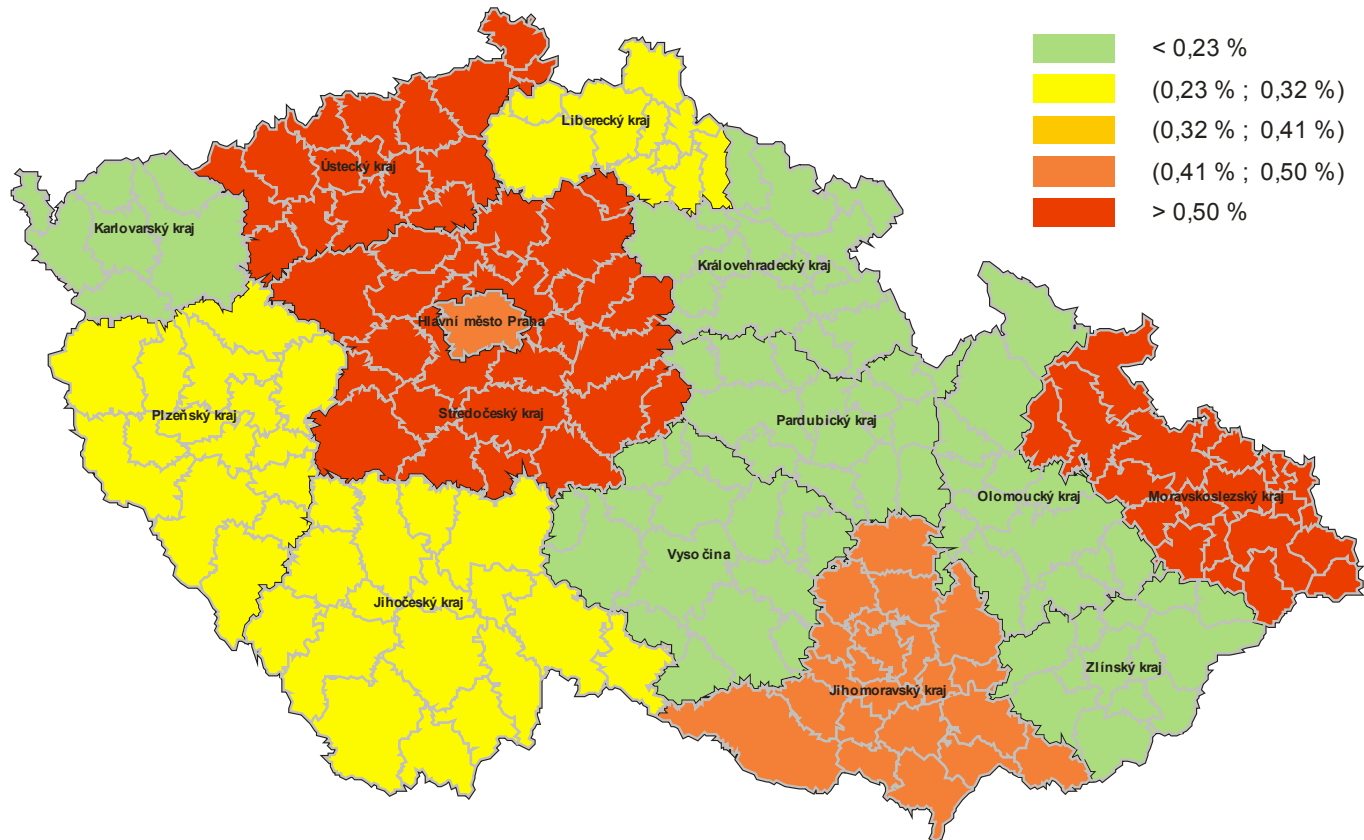 < 0,23 %
(0,23 % ; 0,32 %)
(0,32 % ; 0,41 %)
(0,41 % ; 0,50 %)
> 0,50 %
Liberecký kraj
Ústecký kraj
Karlovarský kraj
Královehradecký kraj
Hlavní město Praha
Plzeňský kraj
Středočeský kraj
Pardubický kraj
Olomoucký kraj
Moravskoslezský kraj
Vysočina
Jihočeský kraj
Zlínský kraj
Jihomoravský kraj